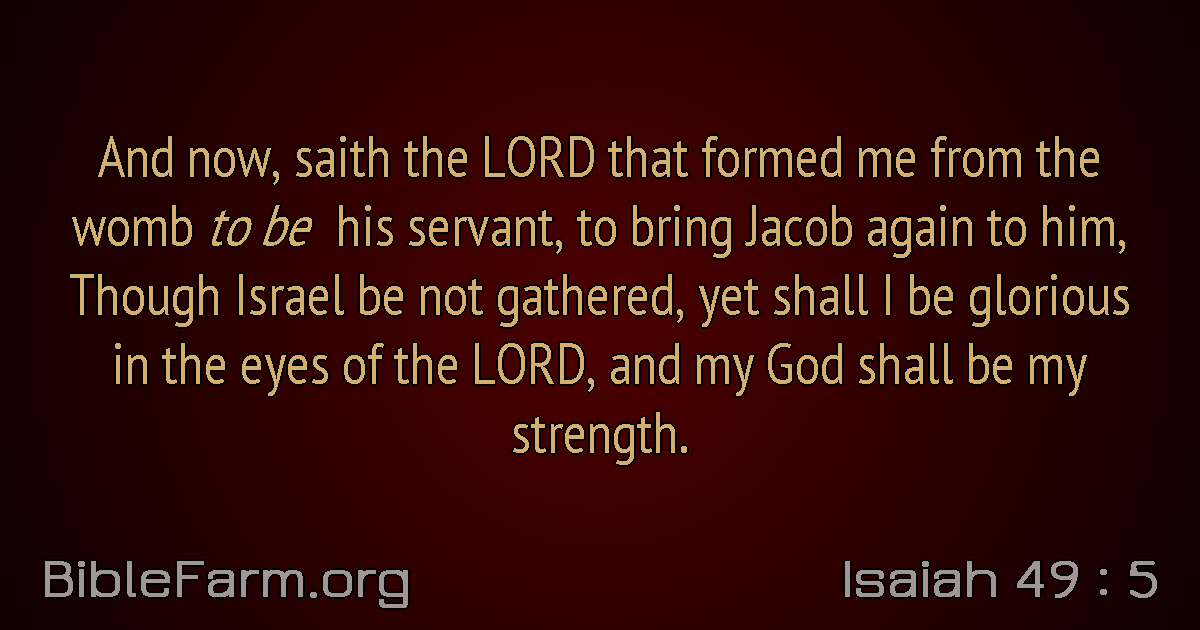 And now, saith the LORD that formed me from the
womb to be his servant, to bring Jacob again to him,
Though Israel be not gathered, yet shall I be glorious
in the eyes of the LORD, and my God shall be my
strength.
BibleFarm.org
Isaiah 49 : 5